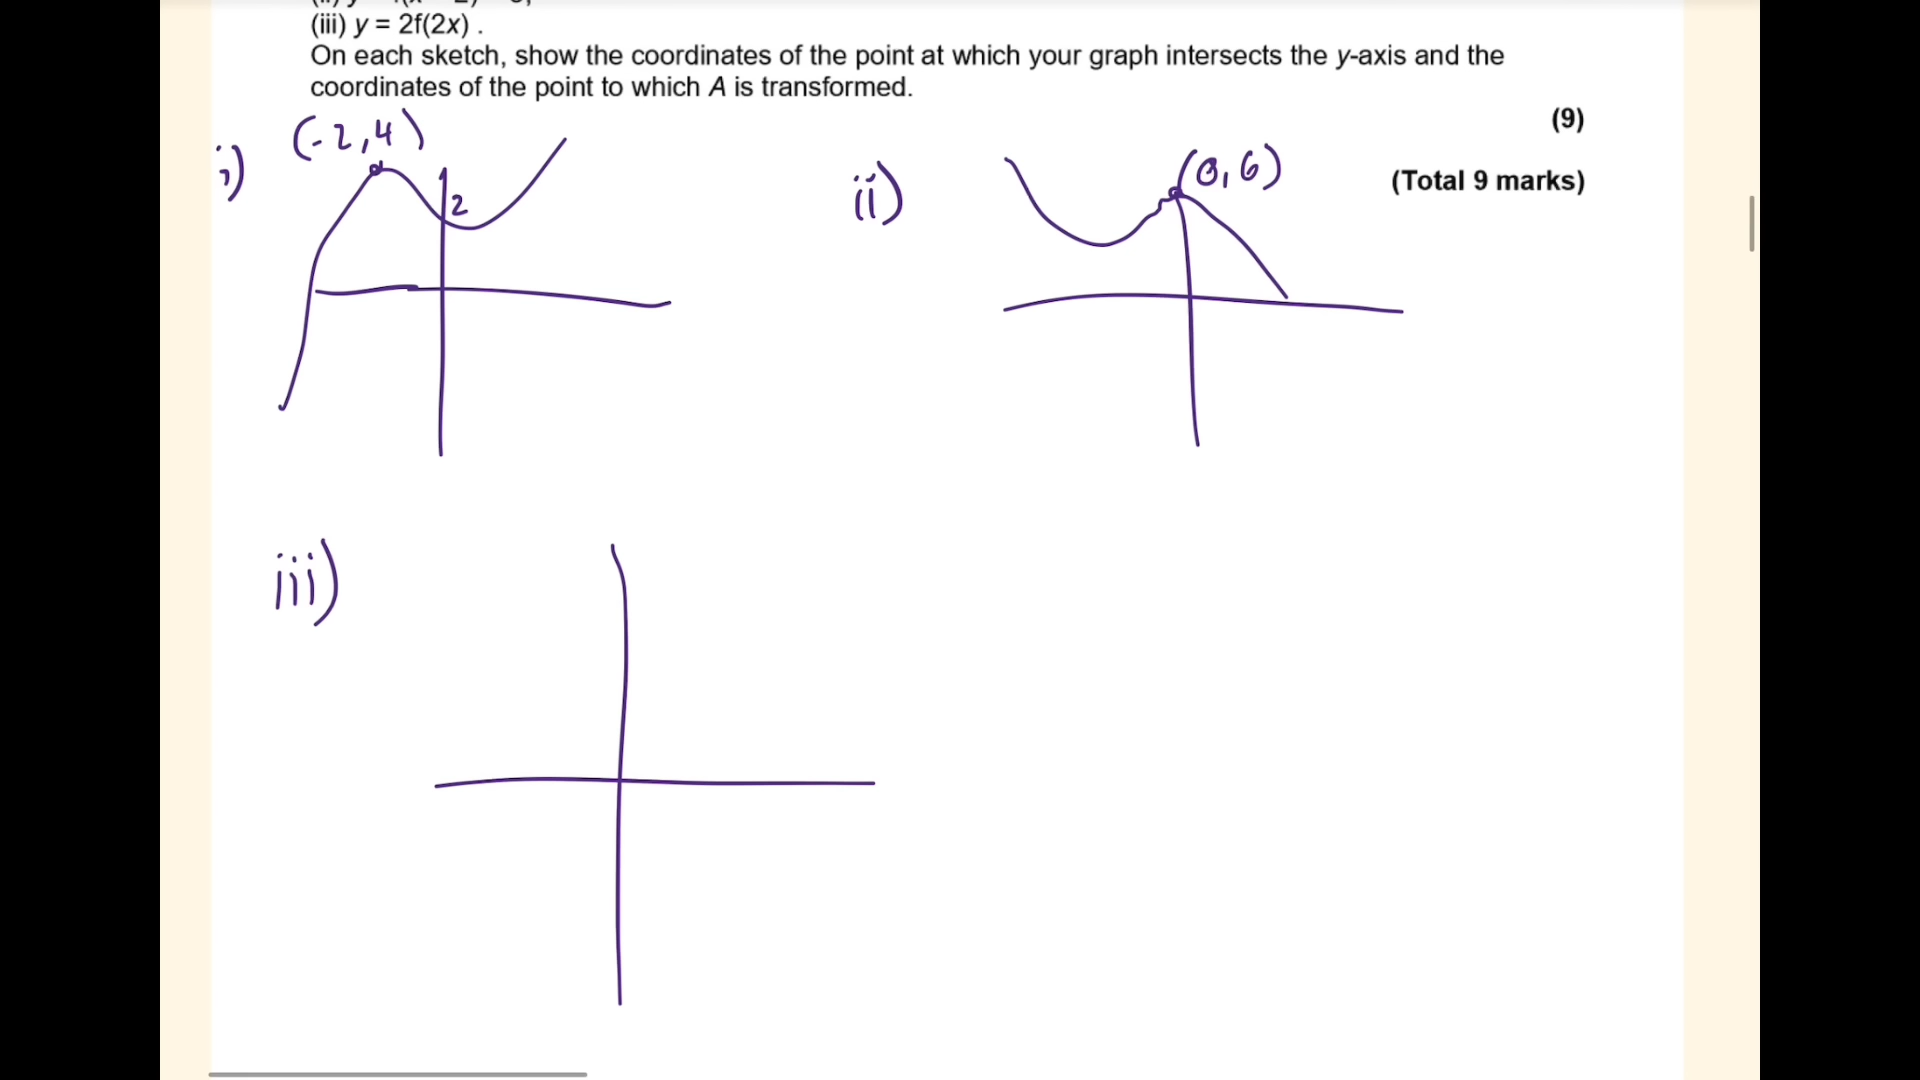 (iii) y = 2f(2x) .
On each sketch, show the coordinates of the point at which your graph intersects the y-axis and the
coordinates of the point to which A is transformed.
(9)
(Total 9 marks)
i) (-2,4)
2
ii) (0,6)
iii)